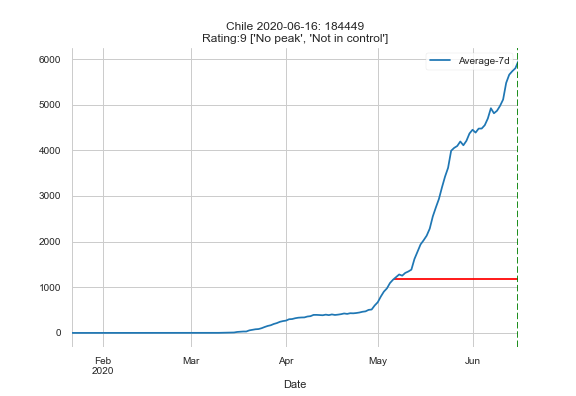 Chile 2020-06-16: 184449
Rating:9 ['No peak', 'Not in control']
Average-7d
6000
5000
4000
3000
2000
1000
0
Feb
2020
Mar
Apr
May
Jun
Date